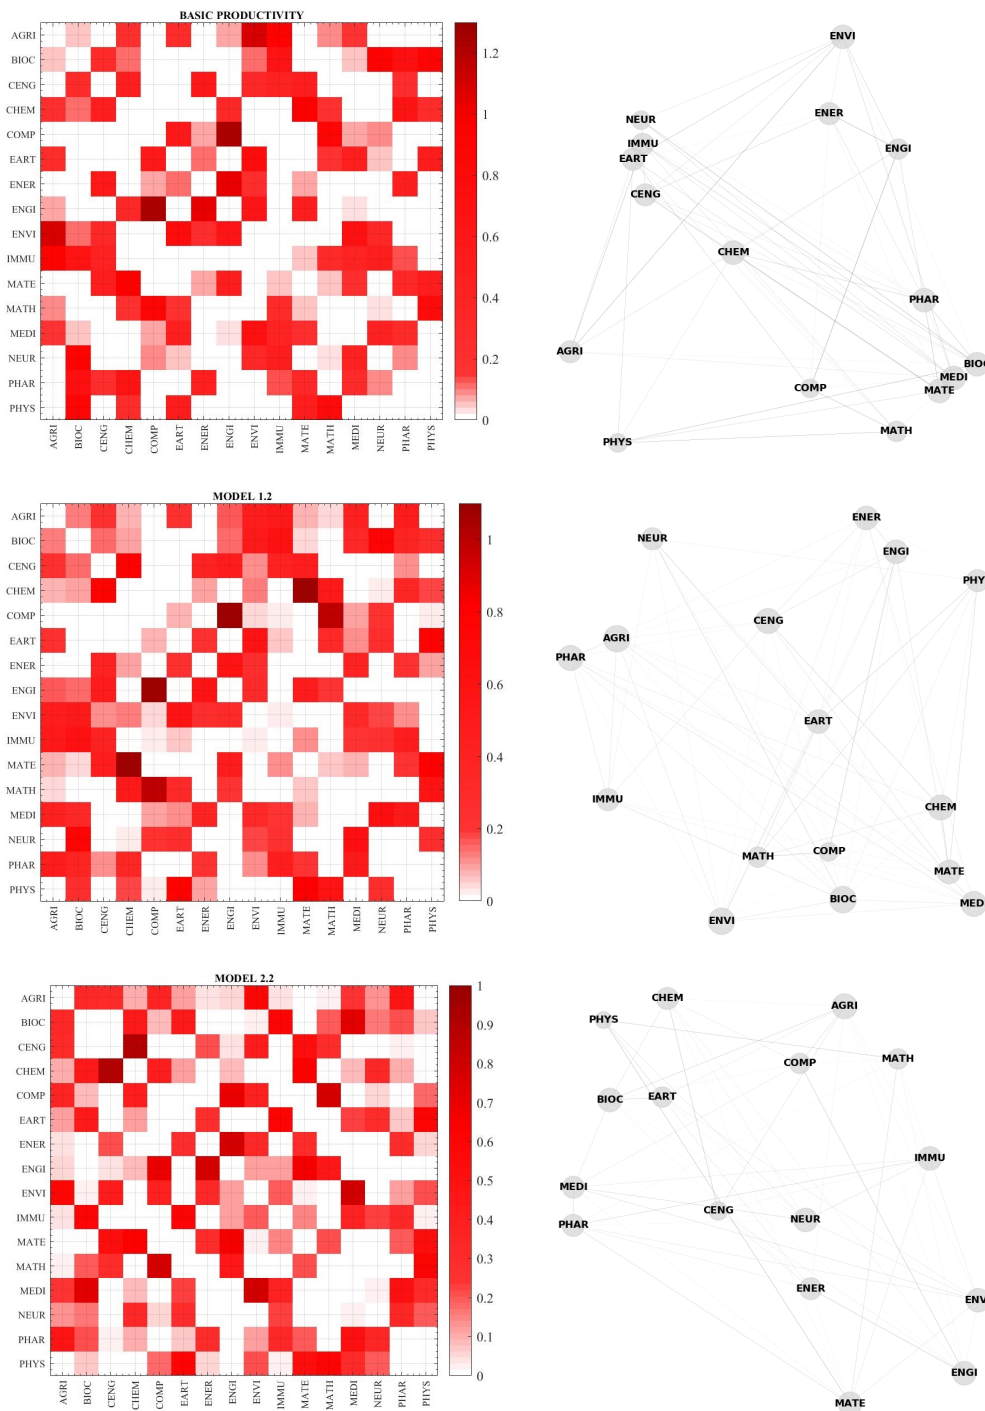 BASIC PRODUCTIVITY
AGRI
BIOC
CENG
CHEM
COMP
EART
ENER
ENGI
ENVI
IMMU
MATE
MATH
MEDI
NEUR
PHAR
PHYS
AGRI BIOC CENG CHEM COMP EART ENER ENGI ENVI IMMU MATE MATH MEDI NEUR PHAR PHYS
1.2
1
0.8
0.6
0.4
0.2
0
ENVI
ENER
NEUR
IMMU
ENGI
EART
CENG
CHEM
PHAR
AGRI
BIOC
MEDI
COMP
MATE
MATH
PHYS
MODEL 1.2
AGRI
BIOC
CENG
CHEM
COMP
EART
ENER
ENGI
ENVI
IMMU
MATE
MATH
MEDI
NEUR
PHAR
PHYS
AGRI BIOC CENG CHEM COMP EART ENER ENGI ENVI IMMU MATE MATH MEDI NEUR PHAR PHYS
1
0.8
0.6
0.4
0.2
0
ENER
NEUR
ENGI
PHY
CENG
AGRI
PHAR
EART
IMMU
CHEM
COMP
MATH
MATE
BIOC
MED
ENVI
MODEL 2.2
AGRI
BIOC
CENG
CHEM
COMP
EART
ENER
ENGI
ENVI
IMMU
MATE
MATH
MEDI
NEUR
PHAR
PHYS
AGRI BIOC CENG CHEM COMP EART ENER ENGI ENVI IMMU MATE MATH MEDI NEUR PHAR PHYS
1
0.9
0.8
0.7
0.6
0.5
0.4
0.3
0.2
0.1
0
CHEM
AGRI
PHYS
MATH
COMP
BIOC
EART
IMMU
MEDI
CENG
NEUR
PHAR
ENER
ENV
ENGI
MATE